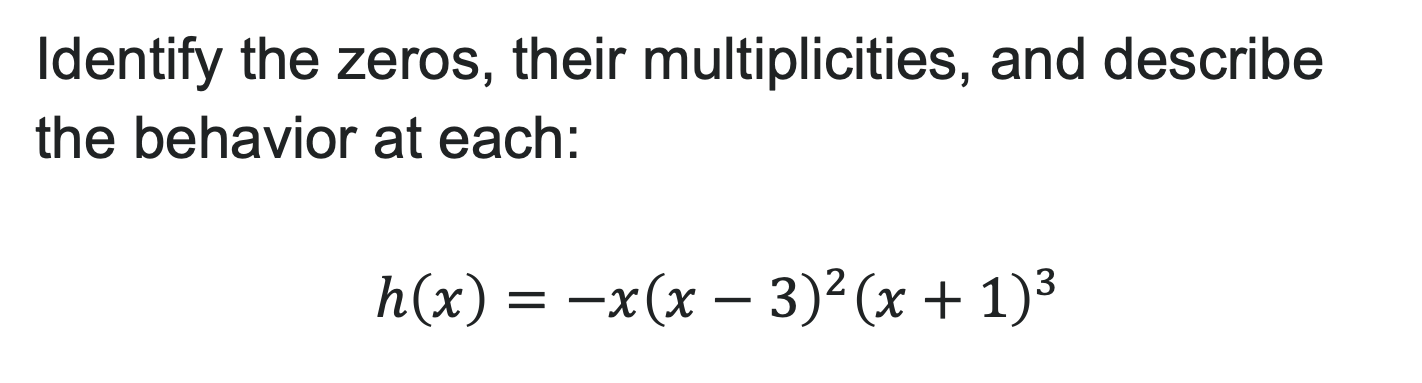 Identify the zeros, their multiplicities, and describe
the behavior at each:
ℎ(𝑥) = −𝑥(𝑥 − 3)²(𝑥 + 1)³